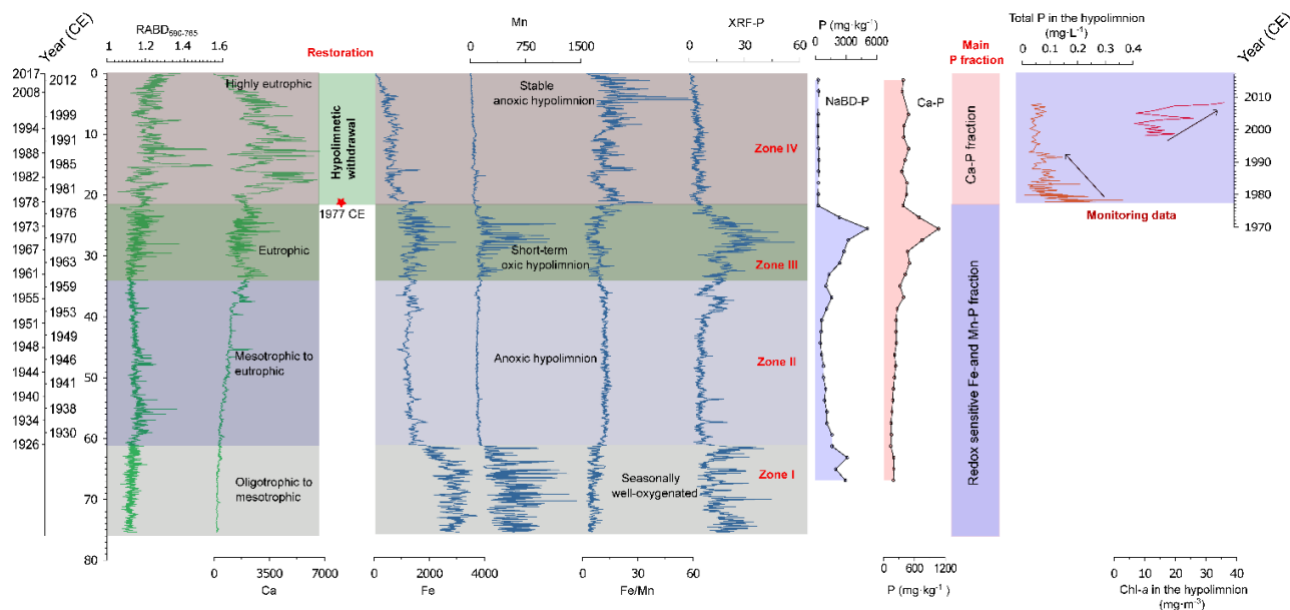 Year (CE)
RABD590-765
1 1.2 1.4 1.6
Restoration
Mn
0 750 1500
XRF-P
0 30 60
P (mg·kg-1)
0 3000 6000
Main
P fraction
Total P in the hypolimnion
(mg·L-1)
0 0.1 0.2 0.3 0.4
Year (CE)
2017
2008
1994
1988
1982
1978
1973
1967
1961
1955
1951
1948
1944
1940
1934
1926
2012
1999
1991
1985
1981
1976
1970
1963
1959
1953
1949
1946
1941
1938
1930
0
10
20
30
40
50
60
70
80
Highly eutrophic
Eutrophic
Mesotrophic to
eutrophic
Oligotrophic to
mesotrophic
Hypolimnetic
withdrawal
1977 CE
Stable
anoxic hypolimnion
Zone IV
Short-term
oxic hypolimnion
Zone III
Anoxic hypolimnion
Zone II
Seasonally
well-oxygenated
Zone I
NaBD-P
Ca-P
Ca-P fraction
Redox sensitive Fe-and Mn-P fraction
Monitoring data
2010
2000
1990
1980
1970
0 3500 7000
Ca
0 2000 4000
Fe
0 30 60
Fe/Mn
0 400 800 1200
P (mg·kg-1)
0 10 20 30 40
Chl-a in the hypolimnion
(mg·m-3)